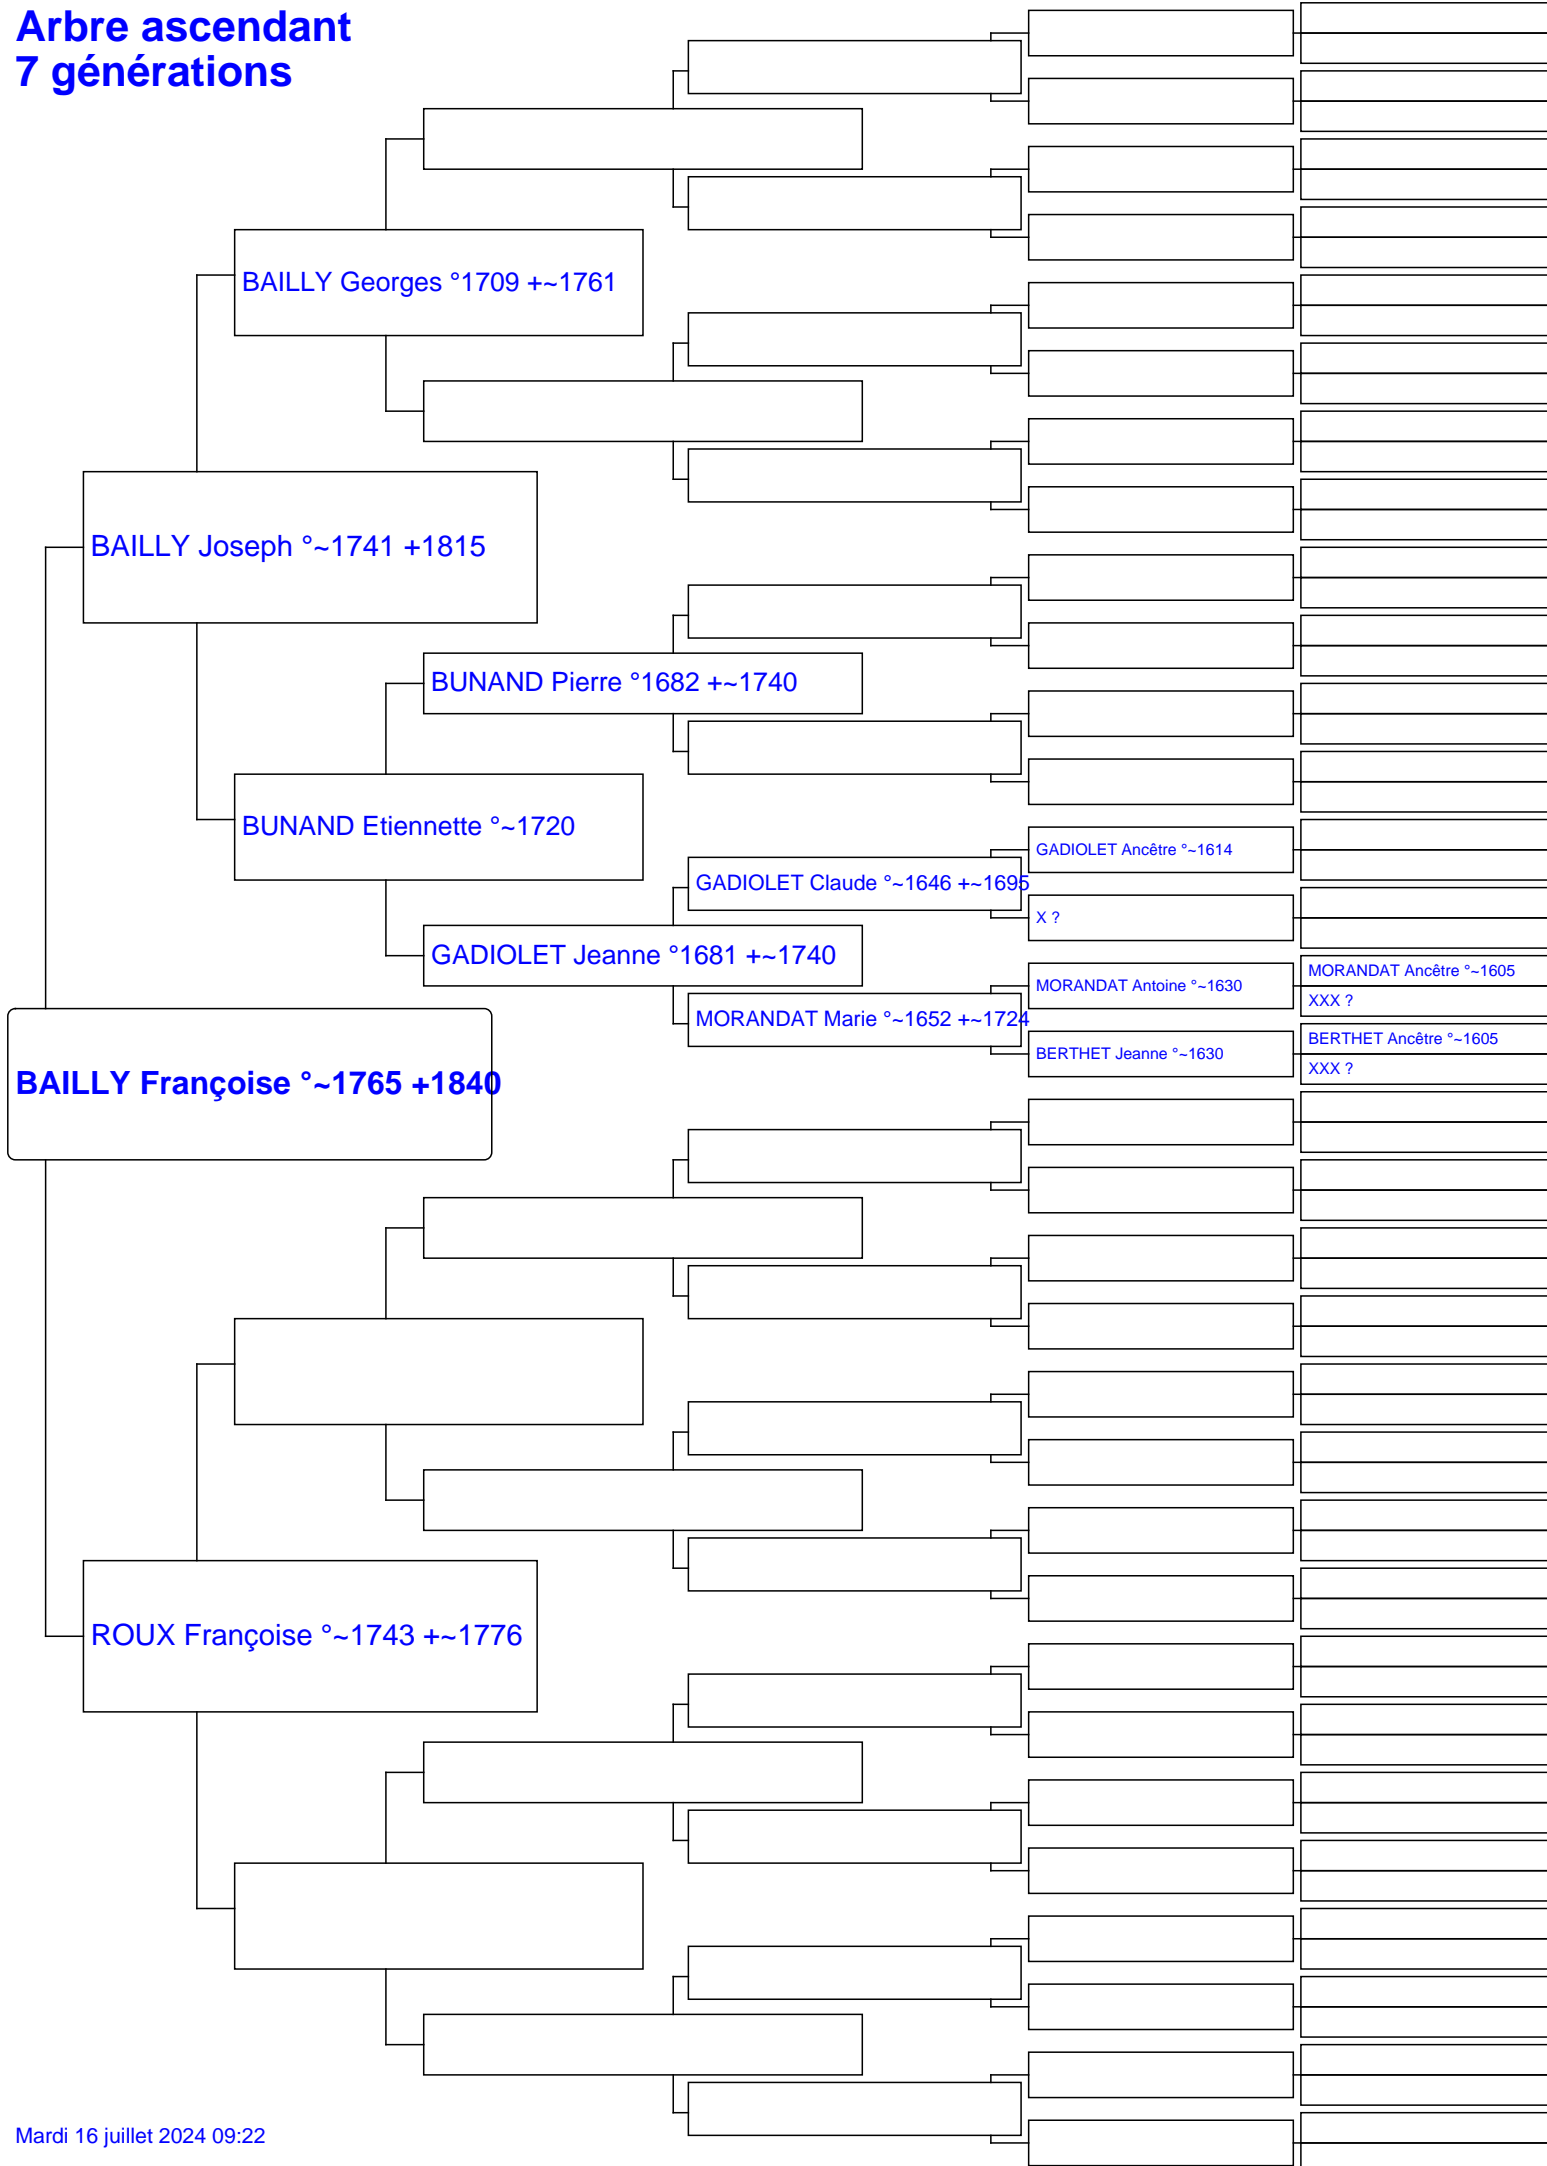 Arbre ascendant
7 générations
BAILLY Georges °1709 +~1761
BAILLY Joseph °~1741 +1815
BUNAND Pierre °1682 +~1740
BUNAND Etiennette °~1720
GADIOLET Ancêtre °~1614
GADIOLET Claude °~1646 +~1695
X ?
GADIOLET Jeanne °1681 +~1740
MORANDAT Ancêtre °~1605
MORANDAT Antoine °~1630
XXX ?
MORANDAT Marie °~1652 +~1724
BERTHET Ancêtre °~1605
BERTHET Jeanne °~1630
XXX ?
BAILLY Françoise °~1765 +1840
ROUX Françoise °~1743 +~1776
Mardi 16 juillet 2024 09:22